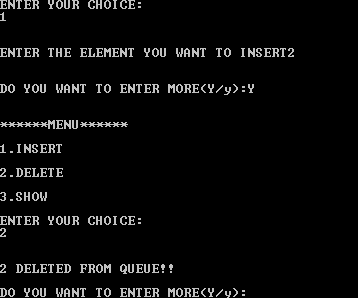 ENTER YOUR CHOICE:
1
ENTER THE ELEMENT YOU WANT TO INSERT2
DO YOU WANT TO ENTER MORE(Y/y):Y
******MENU******
1.INSERT
2.DELETE
3.SHOW
ENTER YOUR CHOICE:
2
2 DELETED FROM QUEUE!!
DO YOU WANT TO ENTER MORE(Y/y):